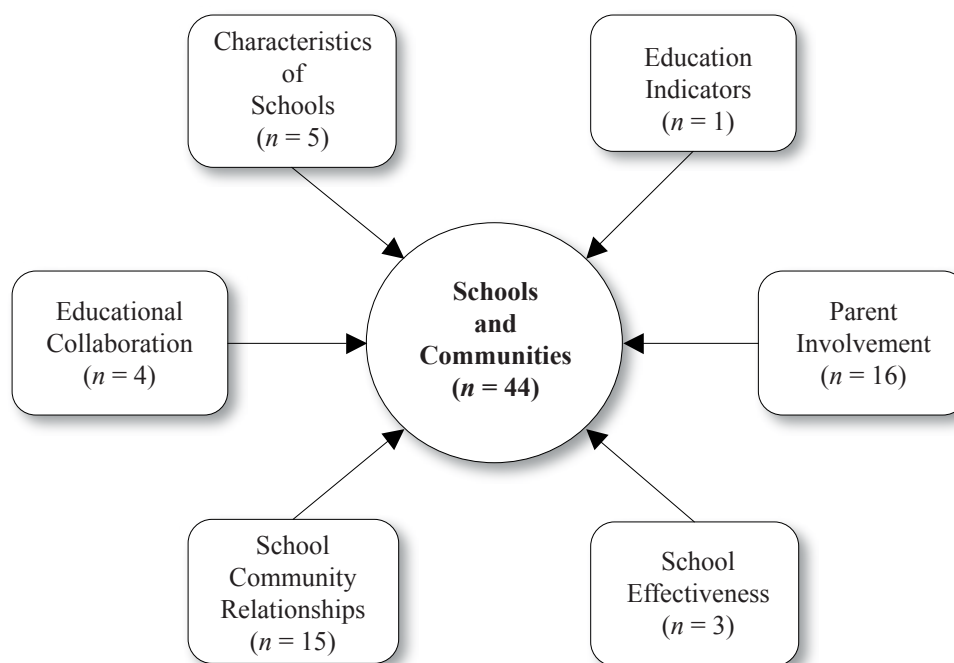 Characteristics
of
Schools
(n = 5)
Education
Indicators
(n = 1)
Educational
Collaboration
(n = 4)
Schools
and
Communities
(n = 44)
Parent
Involvement
(n = 16)
School
Community
Relationships
(n = 15)
School
Effectiveness
(n = 3)